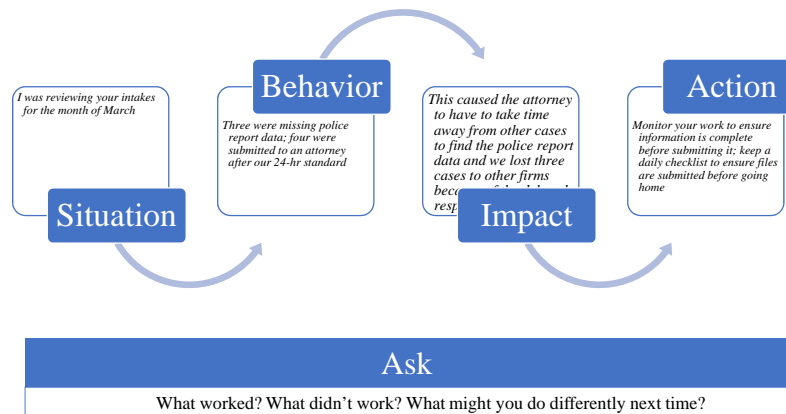 I was reviewing your intakes
for the month of March
Situation
Behavior
Three were missing police
report data; four were
submitted to an attorney
after our 24-hr standard
This caused the attorney
to have to take time
away from other cases
to find the police report
data and we lost three
cases to other firms
Impact
Action
Monitor your work to ensure
information is complete
before submitting it; keep a
daily checklist to ensure files
are submitted before going
home
Ask
What worked? What didn’t work? What might you do differently next time?